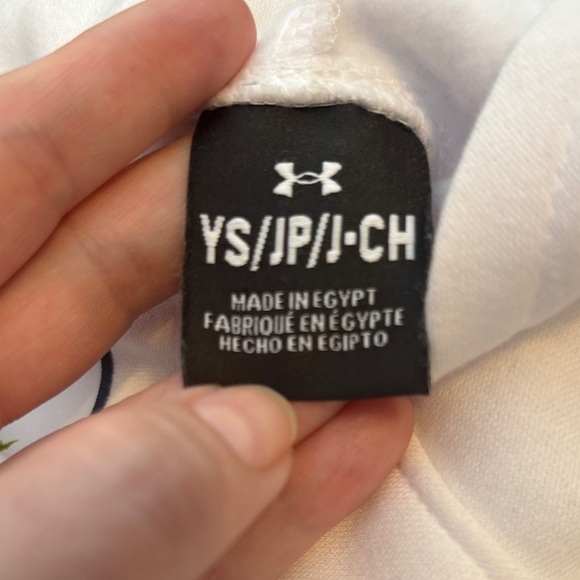 YS/JP/J·CH
MADE IN EGYPT
FABRIQUÉ EN ÉGYPTE
HECHO EN EGIPTO